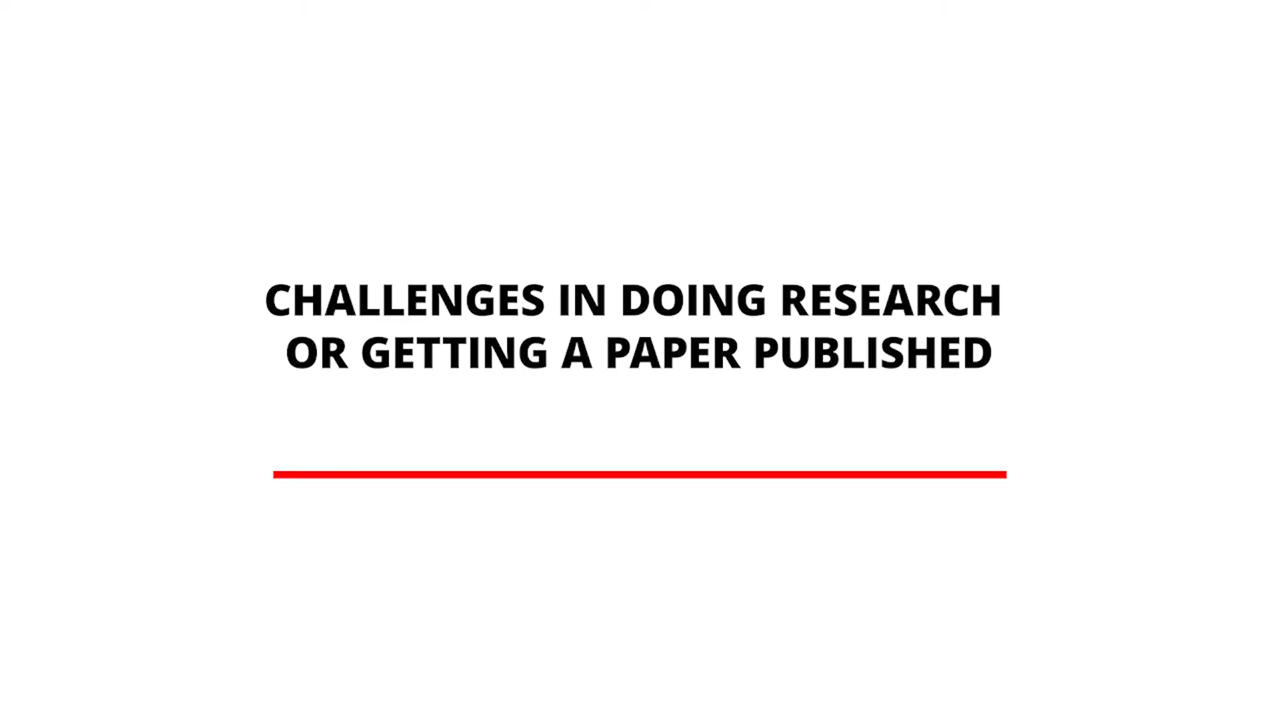 CHALLENGES IN DOING RESEARCH
OR GETTING A PAPER PUBLISHED